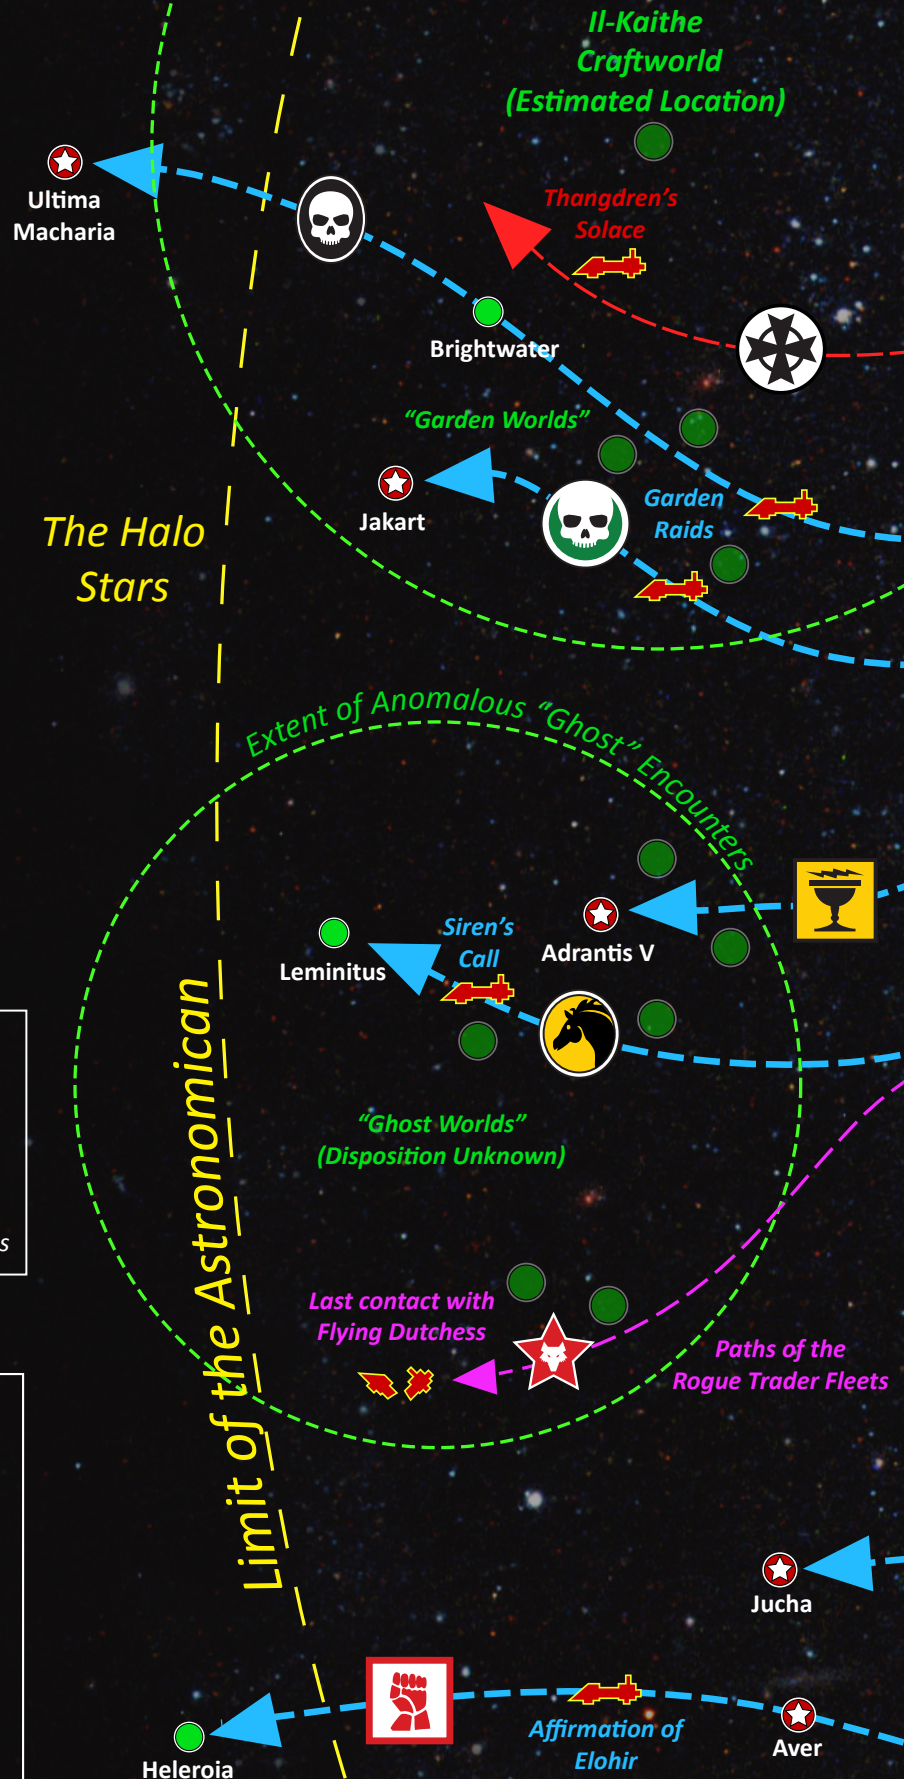 Il-Kaithe
Craftworld
(Estimated Location)
Thangdren's
Solace
Ultima
Macharia
Brightwater
"Garden Worlds"
Jakart
Garden
Raids
The Halo
Stars
Extent of Anomalous "Ghost" Encounters
Siren's
Call
Adrantis V
Leminitus
"Ghost Worlds"
(Disposition Unknown)
Limit of the Astronomican
s
Last contact with
Flying Dutchess
Paths of the
Rogue Trader Fleets
Jucha
Affirmation of
Elohir
Aver
Heleroia